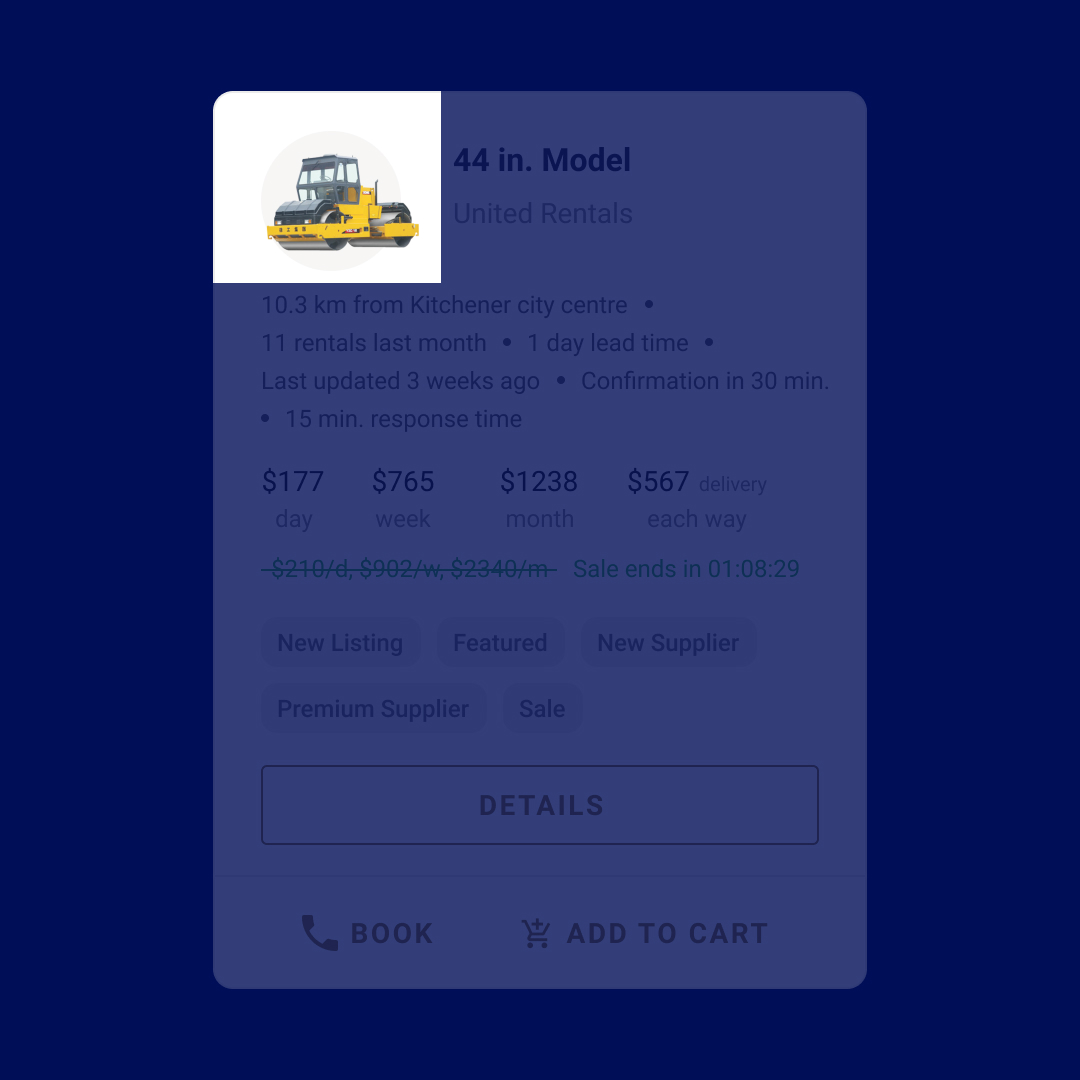 44 in. Model
United Rentals
10.3 km from Kitchener city centre •
11 rentals last month • 1 day lead time •
Last updated 3 weeks ago • Confirmation in 30 min.
• 15 min. response time
$177 $765 $1238 $567 delivery
day week month each way
$210/d, $902/w, $2340/m Sale ends in 01:08:29
New Listing Featured New Supplier
Premium Supplier Sale
DETAILS
BOOK ADD TO CART